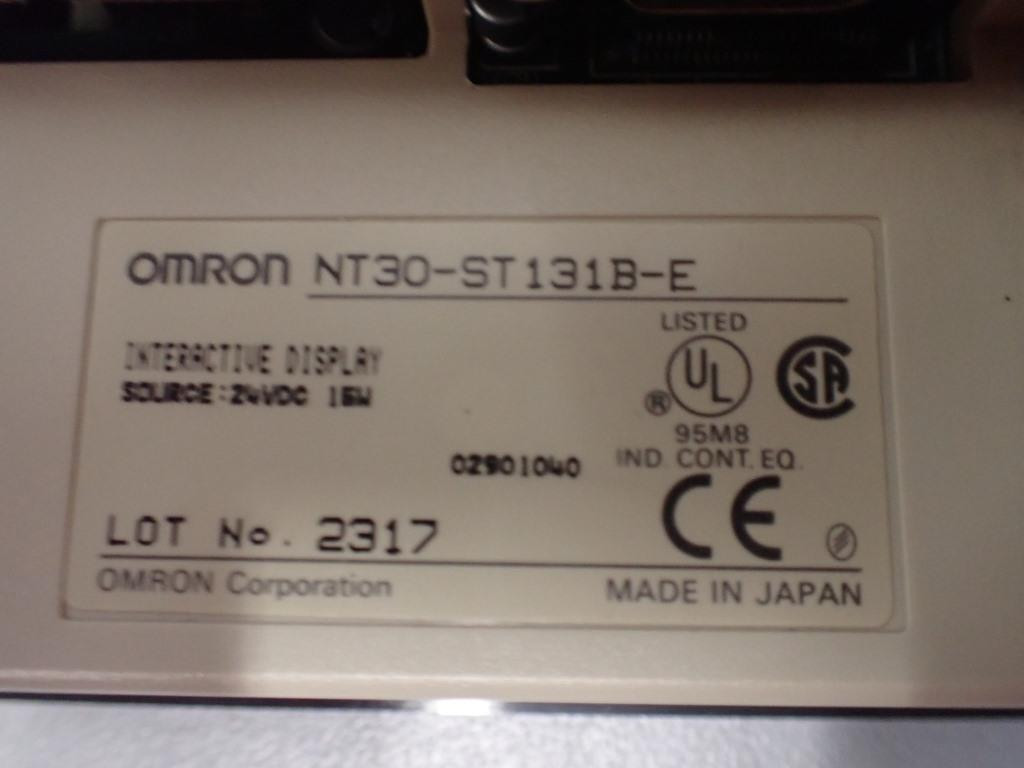 OMRON NT30-ST131B-E
LISTED
INTERACTIVE DISPLAY
UL
SA
SOURCE:24VDC 15W
®
95M8
02901040
IND. CONT. EQ.
CE
LOT No. 2317
OMRON Corporation
MADE IN JAPAN